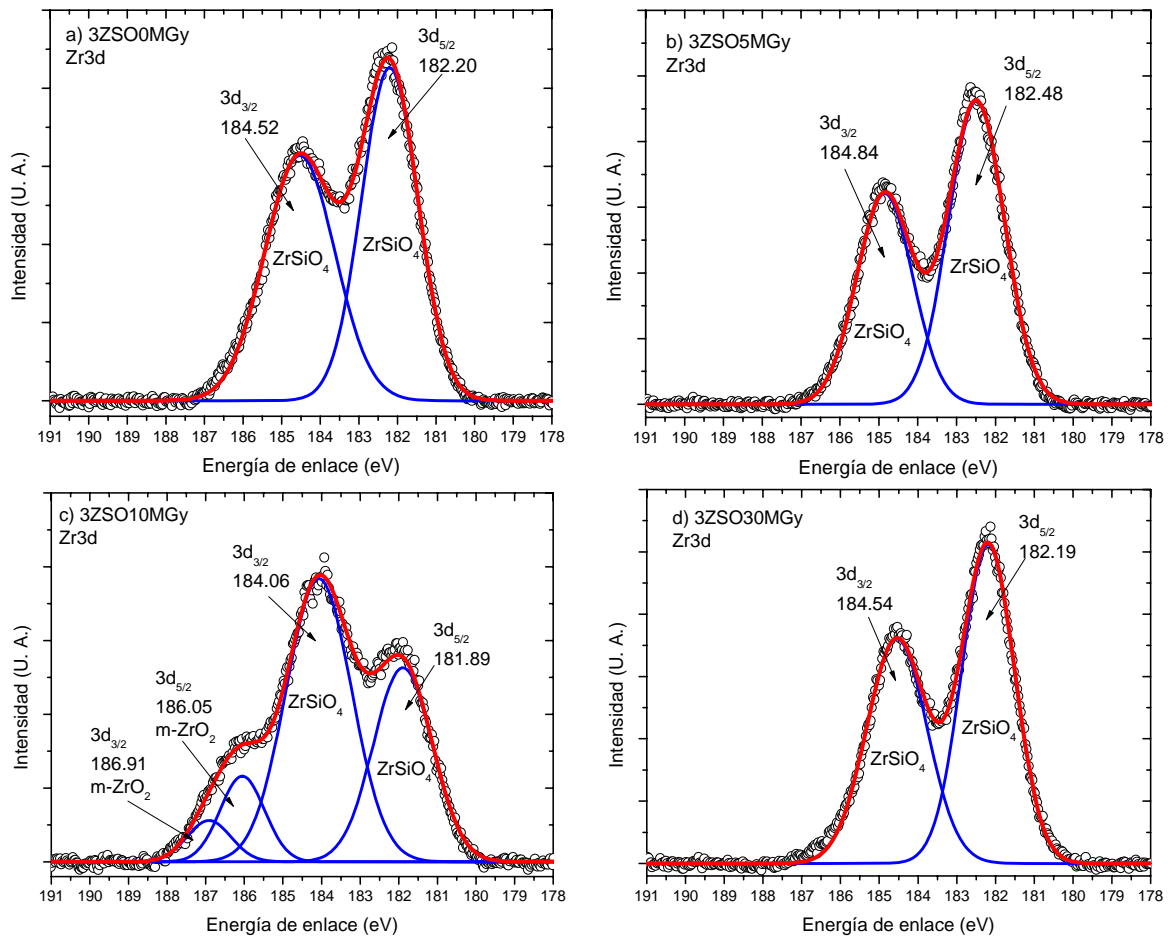 a) 3ZSO0MGy
Zr3d
3d5/2
182.20
3d3/2
184.52
ZrSiO4
ZrSiO4
Intensidad (U. A.)
191 190 189 188 187 186 185 184 183 182 181 180 179 178
Energía de enlace (eV)
b) 3ZSO5MGy
Zr3d
3d5/2
182.48
3d3/2
184.84
ZrSiO4
ZrSiO4
Intensidad (U. A.)
191 190 189 188 187 186 185 184 183 182 181 180 179 178
Energía de enlace (eV)
c) 3ZSO10MGy
Zr3d
3d3/2
184.06
3d5/2
181.89
3d5/2
186.05
m-ZrO2
3d3/2
186.91
m-ZrO2
ZrSiO4
ZrSiO4
Intensidad (U. A.)
191 190 189 188 187 186 185 184 183 182 181 180 179 178
Energía de enlace (eV)
d) 3ZSO30MGy
Zr3d
3d5/2
182.19
3d3/2
184.54
ZrSiO4
ZrSiO4
Intensidad (U. A.)
191 190 189 188 187 186 185 184 183 182 181 180 179 178
Energía de enlace (eV)